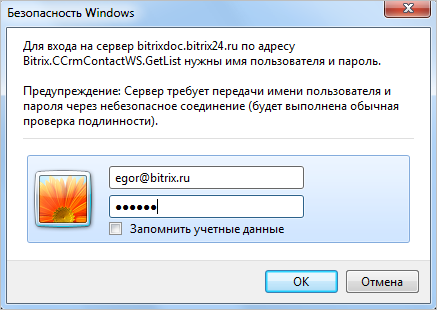 Безопасность Windows
Для входа на сервер bitrixdoc.bitrix24.ru по адресу
Bitrix.CCrmContactWS.GetList нужны имя пользователя и пароль.
Предупреждение: Сервер требует передачи имени пользователя и
пароля через небезопасное соединение (будет выполнена обычная
проверка подлинности).
egor@bitrix.ru
••••••
Запомнить учетные данные
OK
Отмена